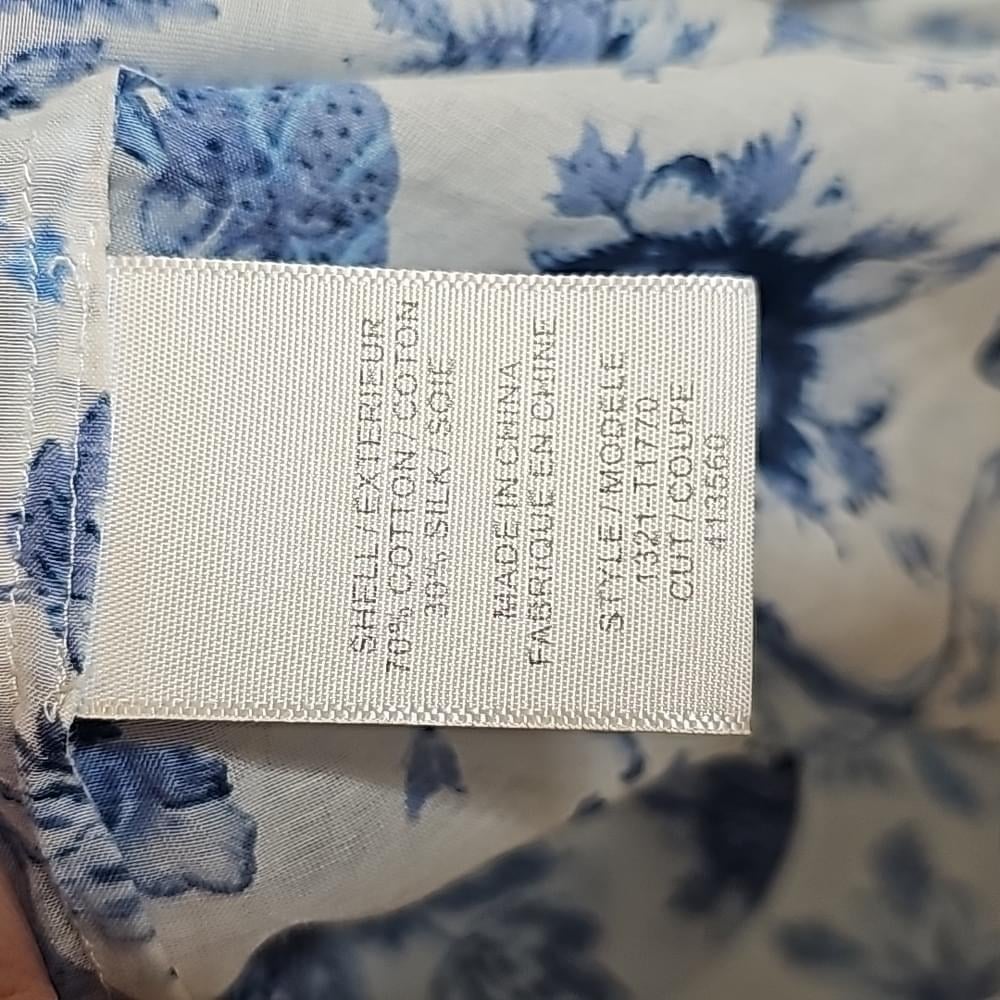 SHELL / EXTERIEUR
70% COTTON / COTON
30% SILK / SOIE
MADE IN CHINA
FABRIQUE EN CHINE
STYLE / MODELE
1321-T1770
CUT / COUPE
413560